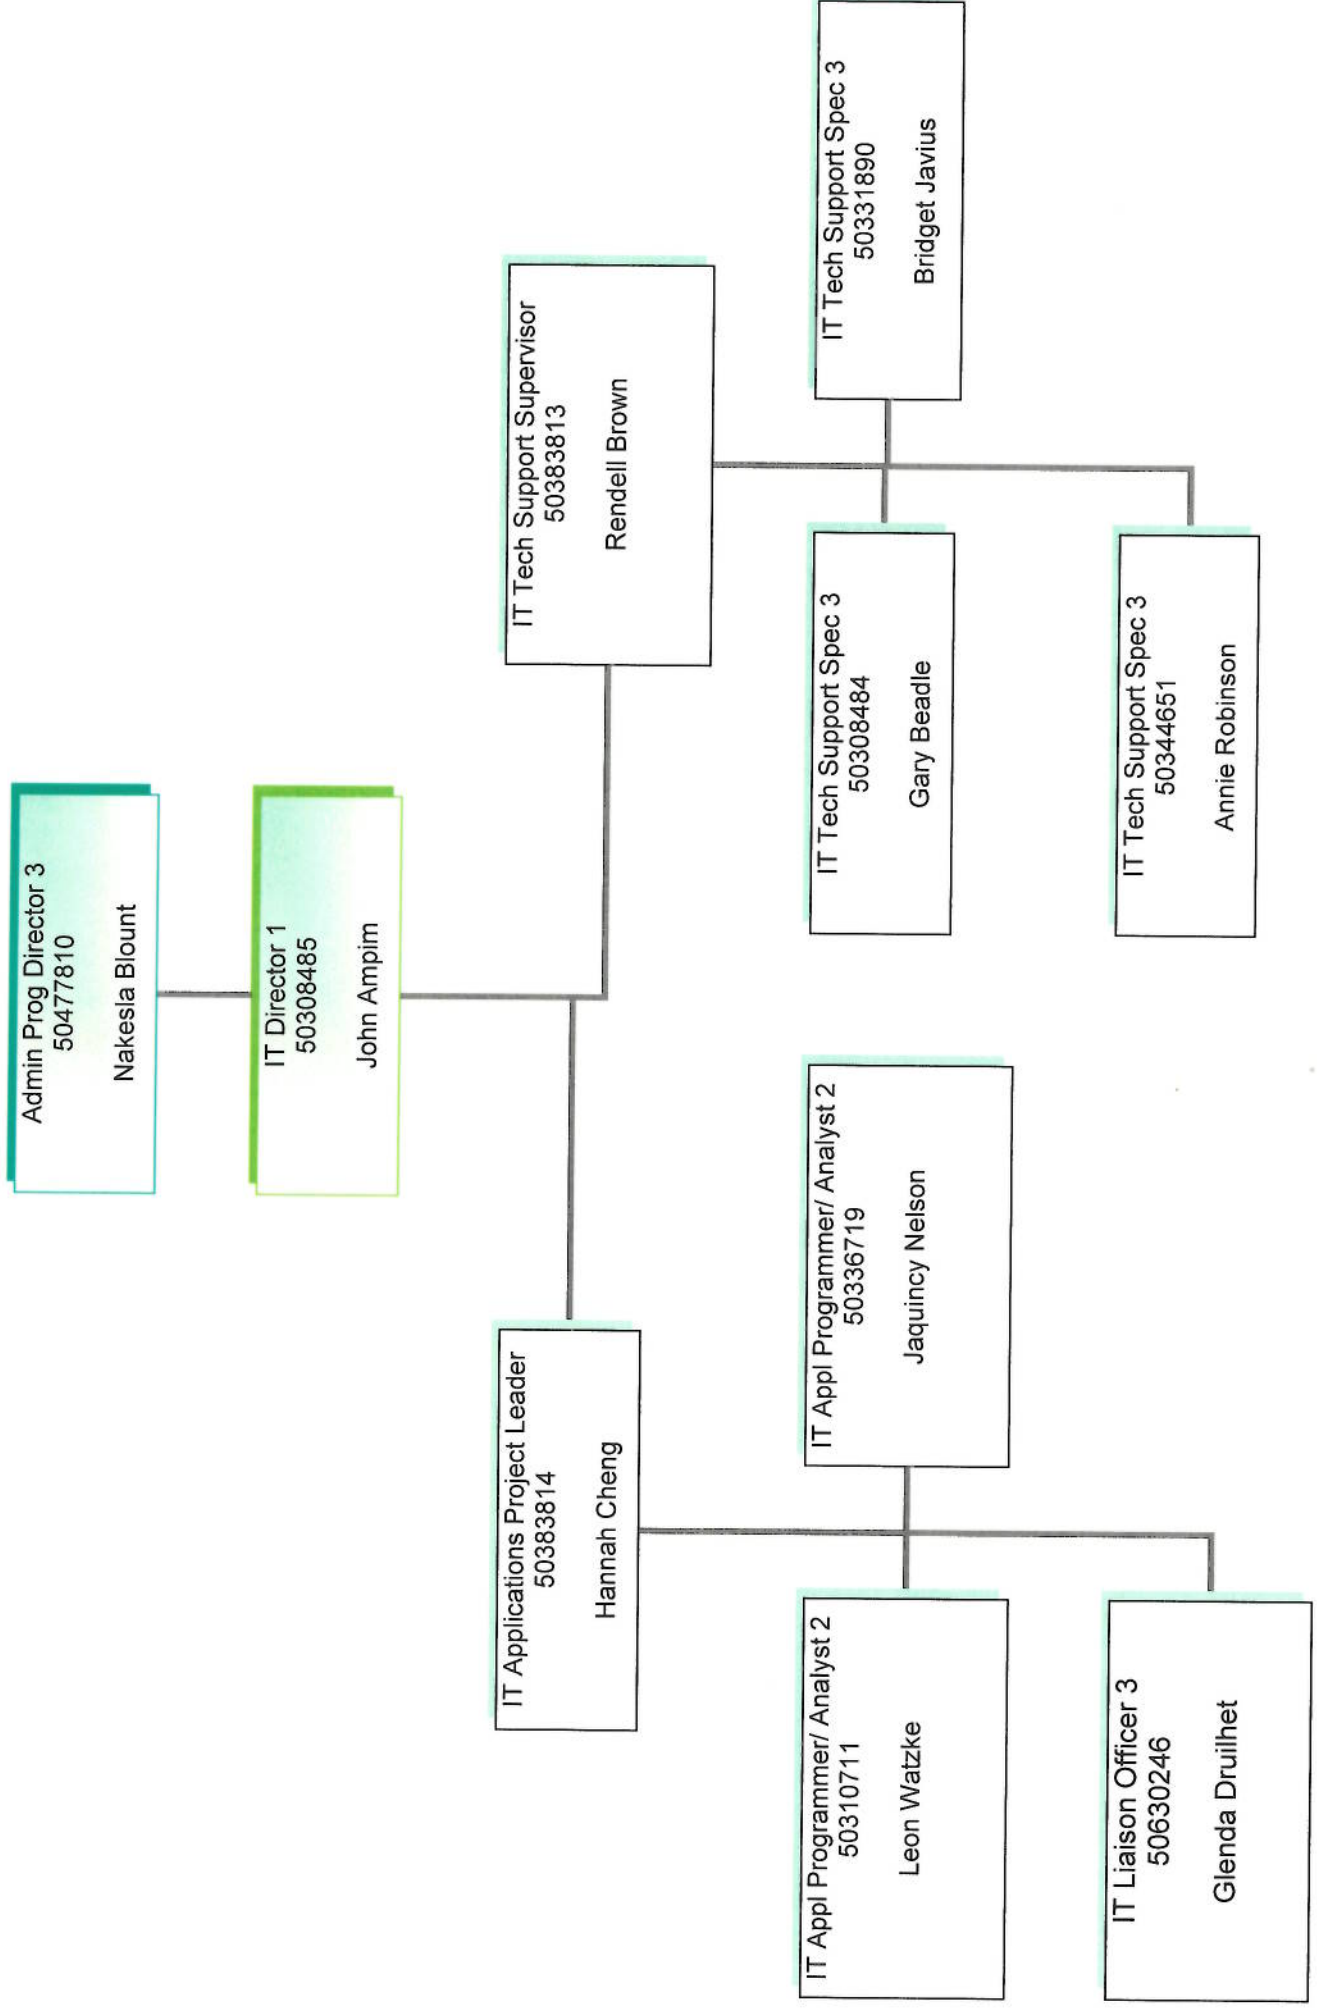 Admin Prog Director 3
50477810
Nakesla Blount
IT Director 1
50308485
John Ampim
IT Applications Project Leader
50383814
Hannah Cheng
IT Tech Support Supervisor
50383813
Rendell Brown
IT Appl Programmer/ Analyst 2
50310711
Leon Watzke
IT Appl Programmer/ Analyst 2
50336719
Jaquincy Nelson
IT Tech Support Spec 3
50308484
Gary Beadle
IT Tech Support Spec 3
50331890
Bridget Javius
IT Liaison Officer 3
50630246
Glenda Druilhet
IT Tech Support Spec 3
50344651
Annie Robinson